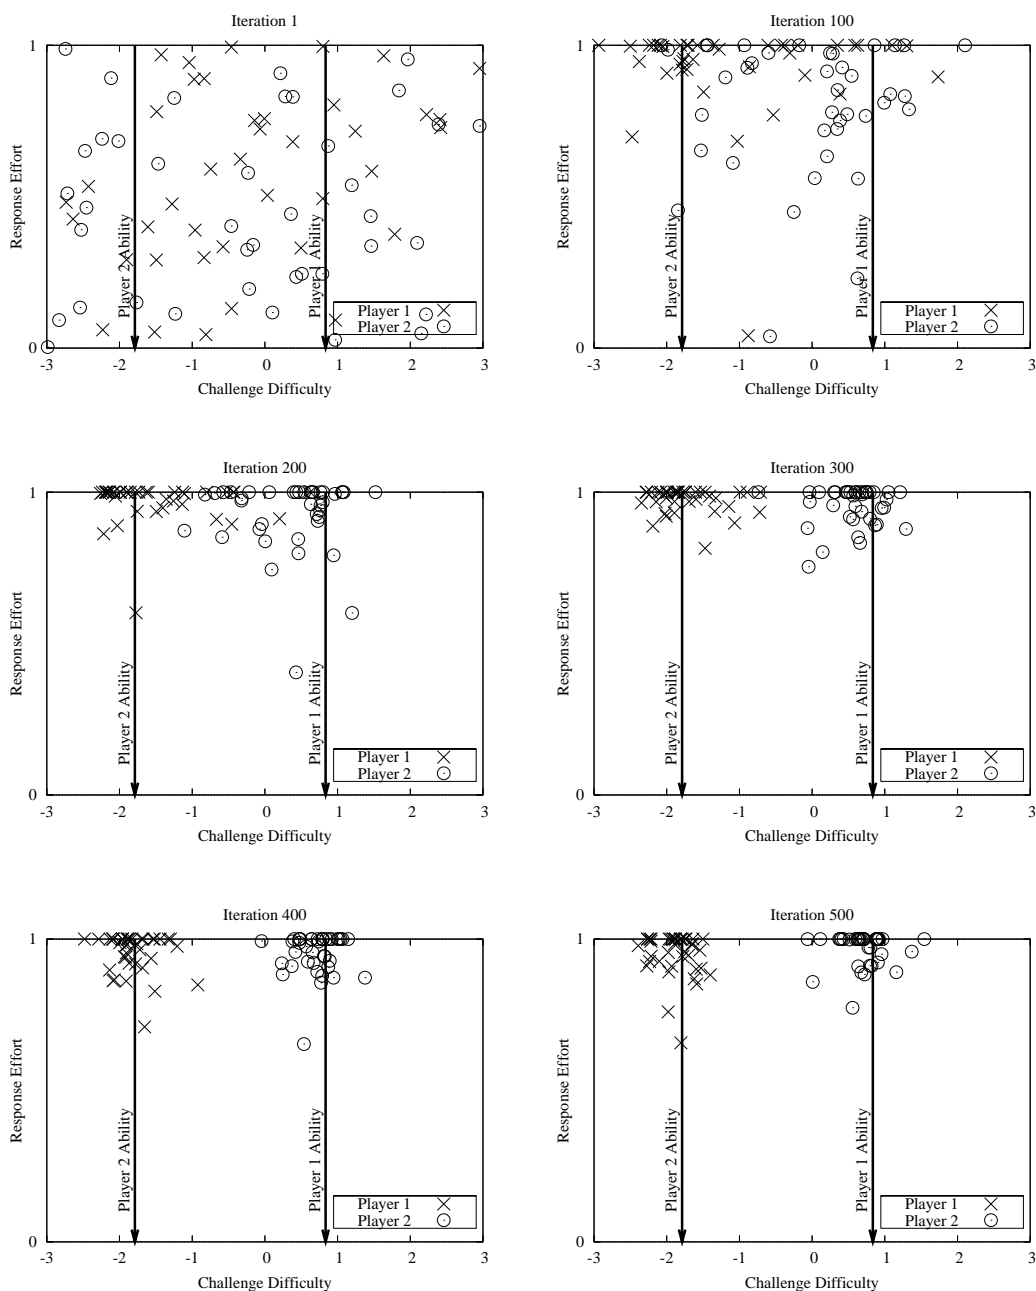 Iteration 1
1
Response Effort
Player 2 Ability
Player 1 Ability
Player 1
Player 2
0
-3 -2 -1 0 1 2 3
Challenge Difficulty
Iteration 100
1
Response Effort
Player 2 Ability
Player 1 Ability
Player 1
Player 2
0
-3 -2 -1 0 1 2 3
Challenge Difficulty
Iteration 200
1
Response Effort
Player 2 Ability
Player 1 Ability
Player 1
Player 2
0
-3 -2 -1 0 1 2 3
Challenge Difficulty
Iteration 300
1
Response Effort
Player 2 Ability
Player 1 Ability
Player 1
Player 2
0
-3 -2 -1 0 1 2 3
Challenge Difficulty
Iteration 400
1
Response Effort
Player 2 Ability
Player 1 Ability
Player 1
Player 2
0
-3 -2 -1 0 1 2 3
Challenge Difficulty
Iteration 500
1
Response Effort
Player 2 Ability
Player 1 Ability
Player 1
Player 2
0
-3 -2 -1 0 1 2 3
Challenge Difficulty